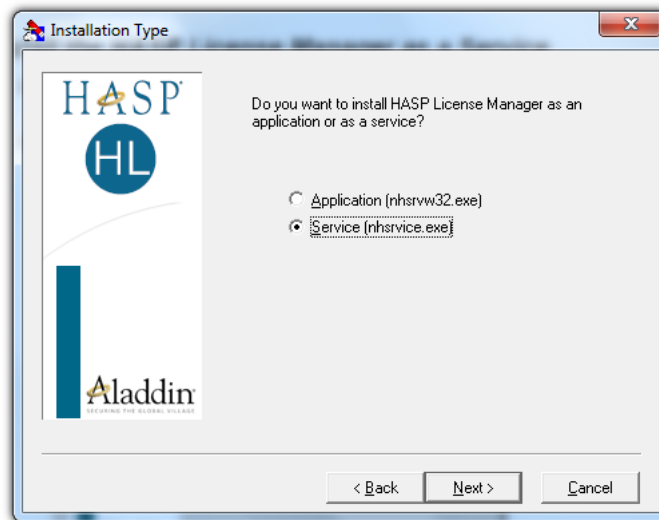 Installation Type
HASP
HL
Do you want to install HASP License Manager as an
application or as a service?
Application (nhsrvw32.exe)
Service (nhsrvice.exe)
Aladdin
SECURING THE GLOBAL VILLAGE
< Back
Next >
Cancel